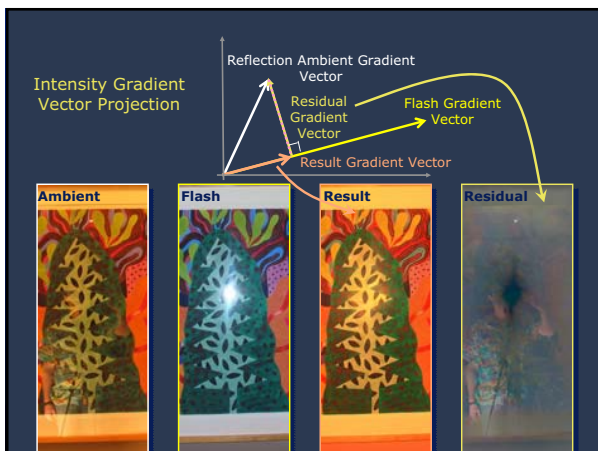 Intensity Gradient
Vector Projection
Reflection Ambient Gradient
Vector
Residual
Gradient
Vector
Flash Gradient
Vector
Result Gradient Vector
Ambient
Flash
Result
Residual